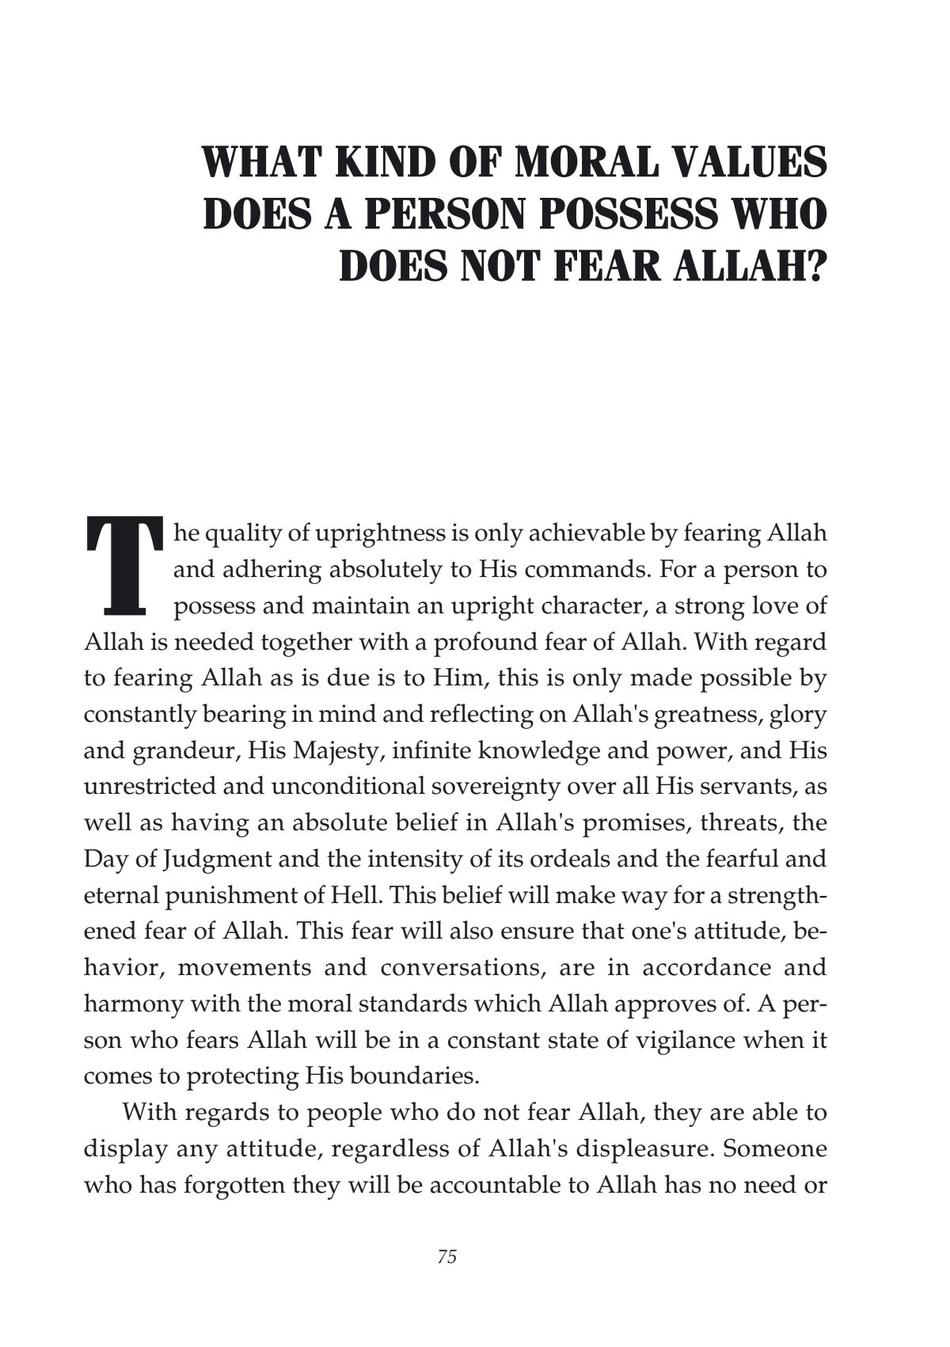 WHAT KIND OF MORAL VALUES
DOES A PERSON POSSESS WHO
DOES NOT FEAR ALLAH?
The quality of uprightness is only achievable by fearing Allah
and adhering absolutely to His commands. For a person to
possess and maintain an upright character, a strong love of
Allah is needed together with a profound fear of Allah. With regard
to fearing Allah as is due is to Him, this is only made possible by
constantly bearing in mind and reflecting on Allah's greatness, glory
and grandeur, His Majesty, infinite knowledge and power, and His
unrestricted and unconditional sovereignty over all His servants, as
well as having an absolute belief in Allah's promises, threats, the
Day of Judgment and the intensity of its ordeals and the fearful and
eternal punishment of Hell. This belief will make way for a strength-
ened fear of Allah. This fear will also ensure that one's attitude, be-
havior, movements and conversations, are in accordance and
harmony with the moral standards which Allah approves of. A per-
son who fears Allah will be in a constant state of vigilance when it
comes to protecting His boundaries.
With regards to people who do not fear Allah, they are able to
display any attitude, regardless of Allah's displeasure. Someone
who has forgotten they will be accountable to Allah has no need or
75